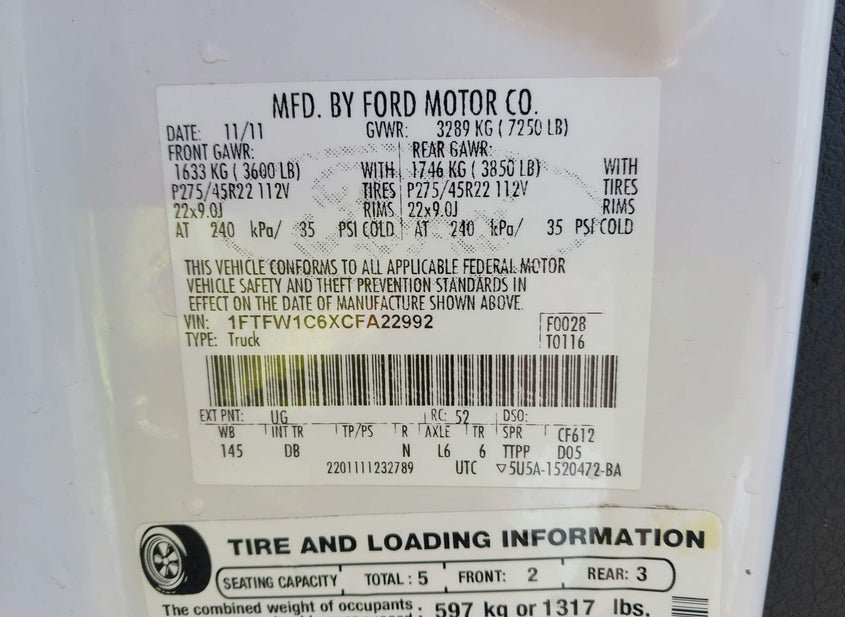 MFD. BY FORD MOTOR CO.
DATE: 11/11 GVWR: 3289 KG ( 7250 LB)
FRONT GAWR: REAR GAWR:
1633 KG ( 3600 LB) WITH 1746 KG ( 3850 LB) WITH
P275/45R22 112V TIRES P275/45R22 112V TIRES
22x9.0J RIMS 22x9.0J RIMS
AT 240 kPa/ 35 PSI COLD AT 240 kPa/ 35 PSI COLD
THIS VEHICLE CONFORMS TO ALL APPLICABLE FEDERAL MOTOR
VEHICLE SAFETY AND THEFT PREVENTION STANDARDS IN
EFFECT ON THE DATE OF MANUFACTURE SHOWN ABOVE.
VIN: 1FTFW1C6XCFA22992 F0028
TYPE: Truck T0116
EXT PNT: UG RC: 52 DSO:
WB INT TR TP/PS R AXLE TR SPR CF612
145 DB N L6 6 TTPP D05
2201111232789 UTC ▽5U5A-1520472-BA
TIRE AND LOADING INFORMATION
SEATING CAPACITY TOTAL : 5 FRONT: 2 REAR: 3
The combined weight of occupants : 597 kg or 1317 lbs.